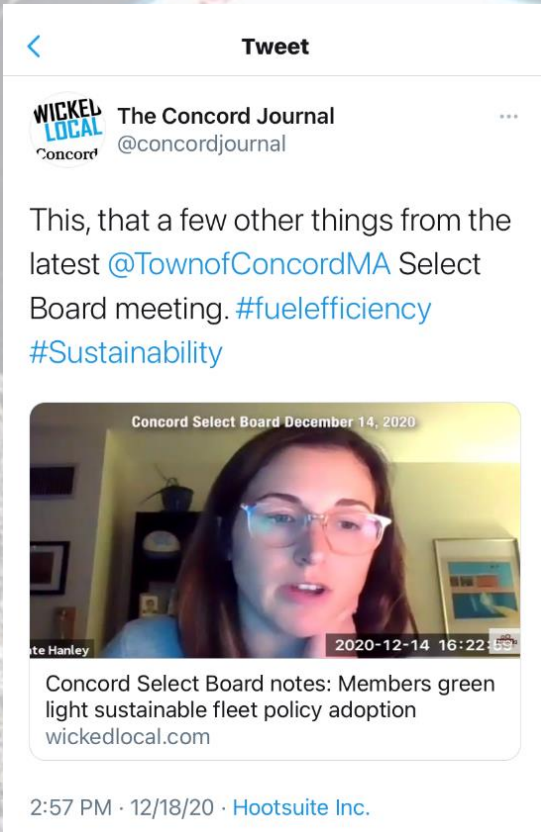 Tweet
WICKED
LOCAL
Concord
The Concord Journal
@concordjournal
This, that a few other things from the
latest @TownofConcordMA Select
Board meeting. #fuelefficiency
#Sustainability
Concord Select Board December 14, 2020
te Hanley
2020-12-14 16:22:59
Concord Select Board notes: Members green
light sustainable fleet policy adoption
wickedlocal.com
2:57 PM · 12/18/20 · Hootsuite Inc.